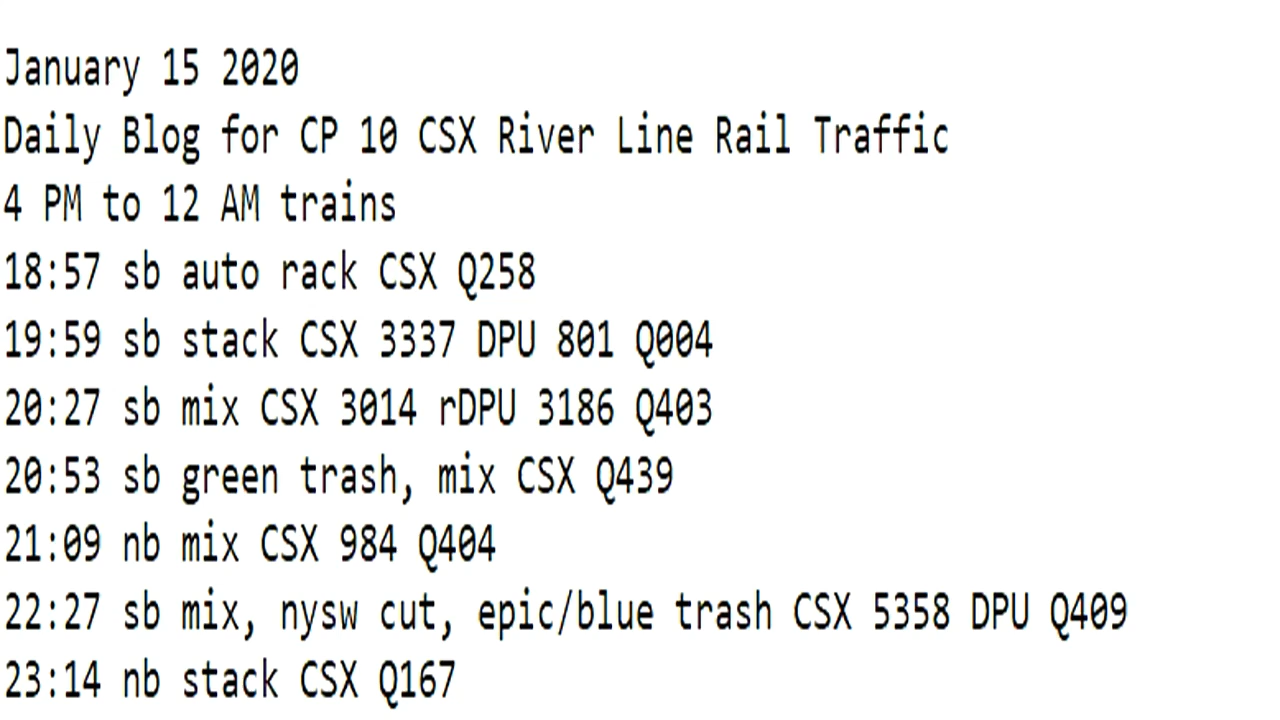 January 15 2020
Daily Blog for CP 10 CSX River Line Rail Traffic
4 PM to 12 AM trains
18:57 sb auto rack CSX Q258
19:59 sb stack CSX 3337 DPU 801 Q004
20:27 sb mix CSX 3014 rDPU 3186 Q403
20:53 sb green trash, mix CSX Q439
21:09 nb mix CSX 984 Q404
22:27 sb mix, nysw cut, epic/blue trash CSX 5358 DPU Q409
23:14 nb stack CSX Q167